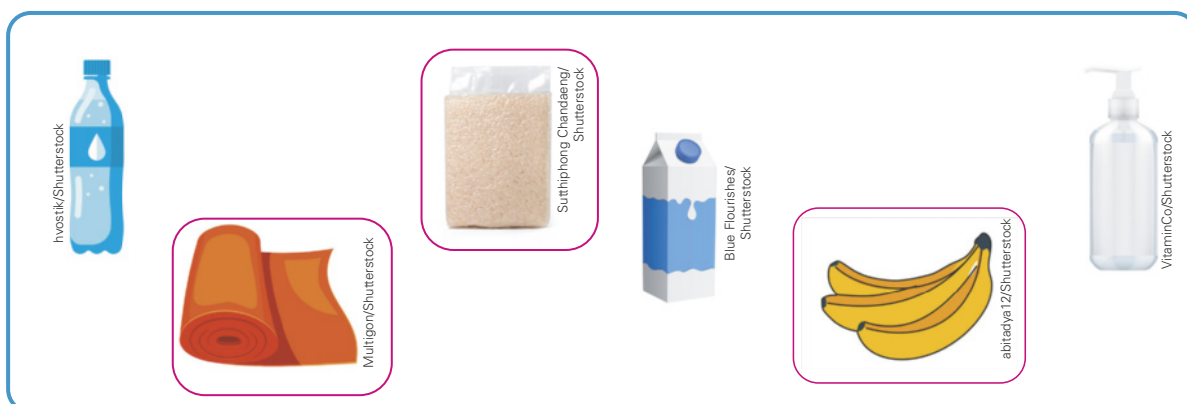 hvostik/Shutterstock
Multigon/Shutterstock
Sutthiphong Chandaeng/
Shutterstock
Blue Flourishes/
Shutterstock
abitadya12/Shutterstock
VitaminCo/Shutterstock